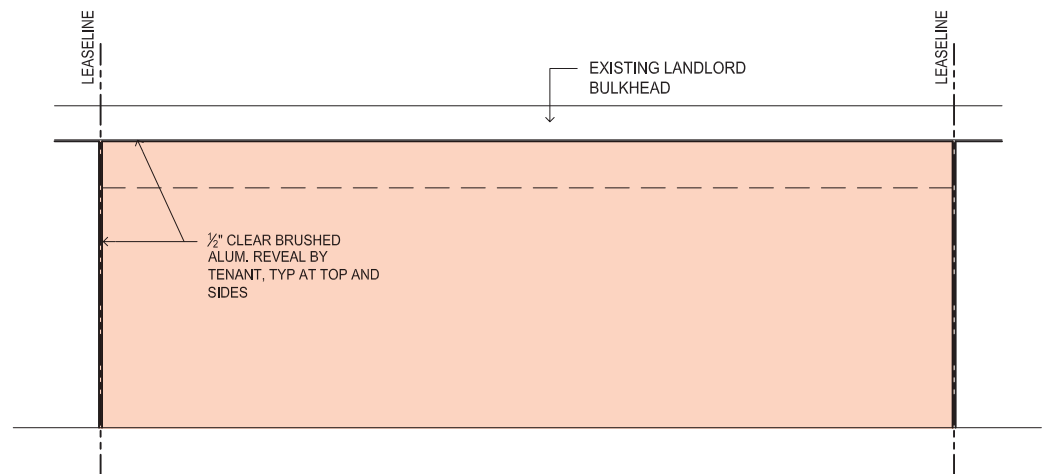 LEASELINE
LEASELINE
EXISTING LANDLORD
BULKHEAD
½" CLEAR BRUSHED
ALUM. REVEAL BY
TENANT, TYP AT TOP AND
SIDES